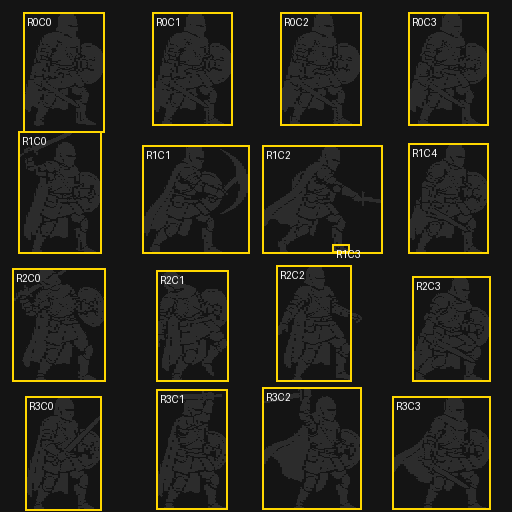 R0C0 R0C1 R0C2 R0C3
R1C0 R1C1 R1C2 R1C4
R1C3
R2C0 R2C1 R2C2 R2C3
R3C0 R3C1 R3C2 R3C3